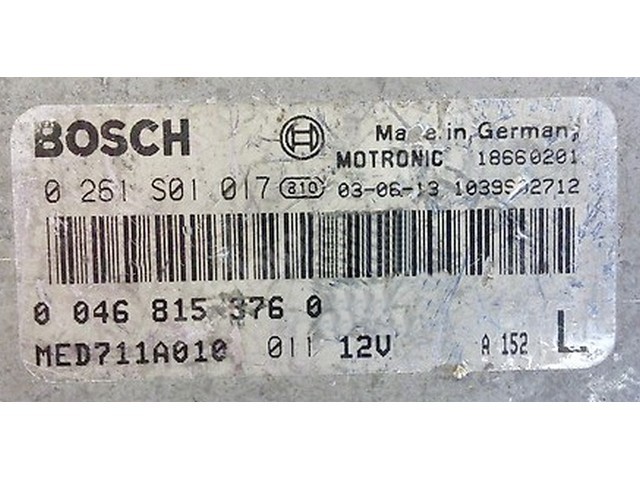 BOSCH Made in Germany
MOTRONIC 18660201
0 261 S01 017 810 03-06-13
0 046 815 376 0
MED711A010 011 12V A 152 L